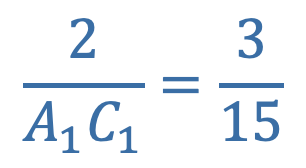 2/A₁C₁ = 3/15